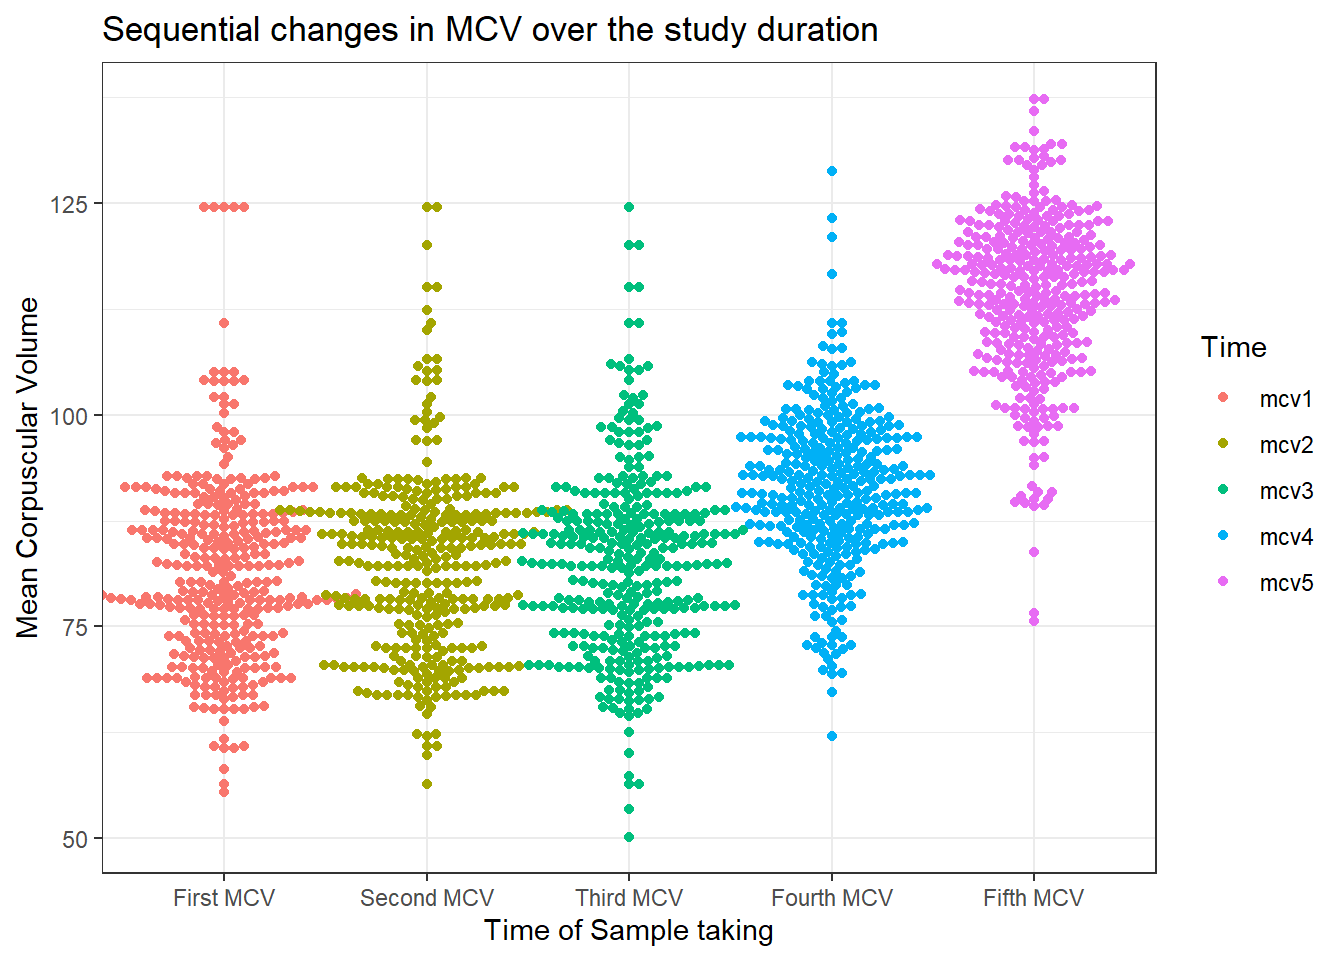 Sequential changes in MCV over the study duration
Mean Corpuscular Volume
125
100
75
50
First MCV
Second MCV
Third MCV
Fourth MCV
Fifth MCV
Time of Sample taking
Time
mcv1
mcv2
mcv3
mcv4
mcv5